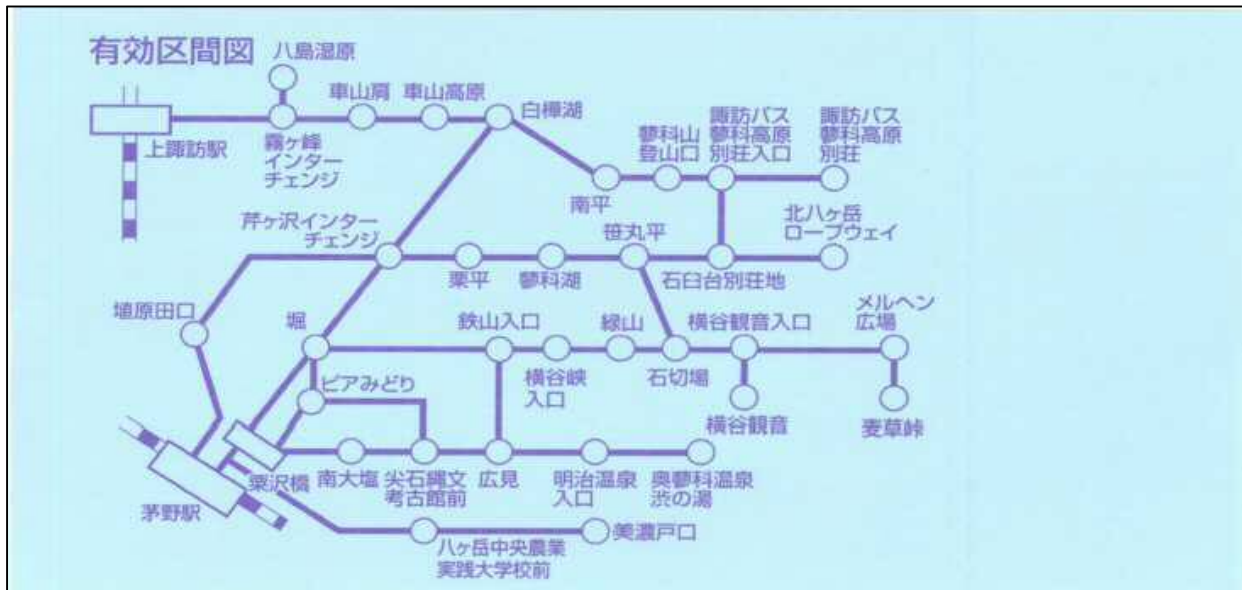 有効区間図
八島湿原
車山肩
車山高原
白樺湖
上諏訪駅
霧ヶ峰
インター
チェンジ
蓼科山
登山口
諏訪バス
蓼科高原
別荘入口
諏訪バス
蓼科高原
別荘
南平
芹ヶ沢インター
チェンジ
栗平
蓼科湖
笹丸平
石臼台別荘地
北八ヶ岳
ロープウェイ
埴原田口
堀
鉄山入口
緑山
横谷観音入口
メルヘン
広場
横谷峡
入口
石切場
ピアみどり
横谷観音
麦草峠
粟沢橋
南大塩
尖石縄文
考古館前
広見
明治温泉
入口
奥蓼科温泉
渋の湯
茅野駅
八ヶ岳中央農業
実践大学校前
美濃戸口